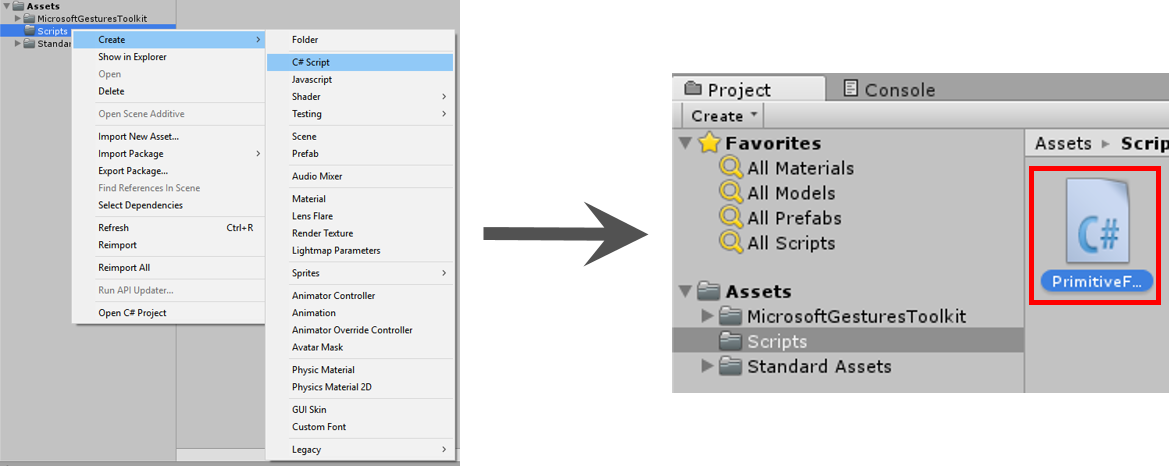 Assets
MicrosoftGesturesToolkit
Scripts
Standar
Create
Show in Explorer
Open
Delete
Open Scene Additive
Import New Asset...
Import Package
Export Package...
Find References In Scene
Select Dependencies
Refresh Ctrl+R
Reimport
Reimport All
Run API Updater...
Open C# Project
Folder
C# Script
Javascript
Shader
Testing
Scene
Prefab
Audio Mixer
Material
Lens Flare
Render Texture
Lightmap Parameters
Sprites
Animator Controller
Animation
Animator Override Controller
Avatar Mask
Physic Material
Physics Material 2D
GUI Skin
Custom Font
Legacy
Project Console
Create
Favorites
All Materials
All Models
All Prefabs
All Scripts
Assets
MicrosoftGesturesToolkit
Scripts
Standard Assets
Assets Scrip
C#
PrimitiveF...